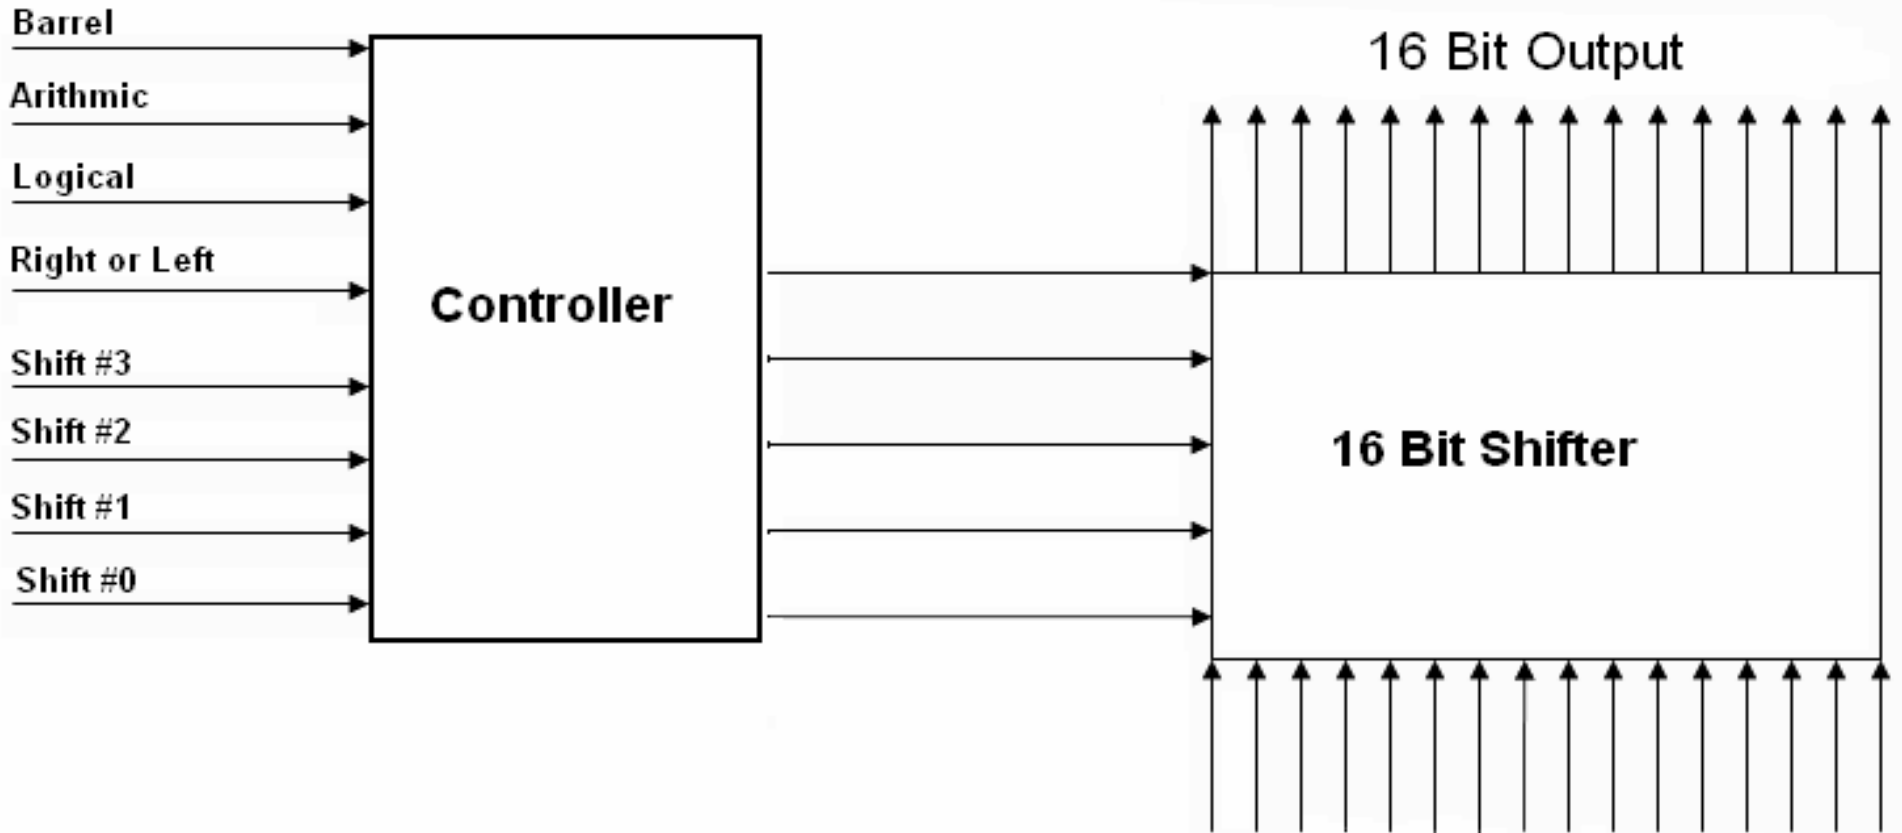 Barrel
Arithmic
Logical
Right or Left
Shift #3
Shift #2
Shift #1
Shift #0
Controller
16 Bit Output
16 Bit Shifter